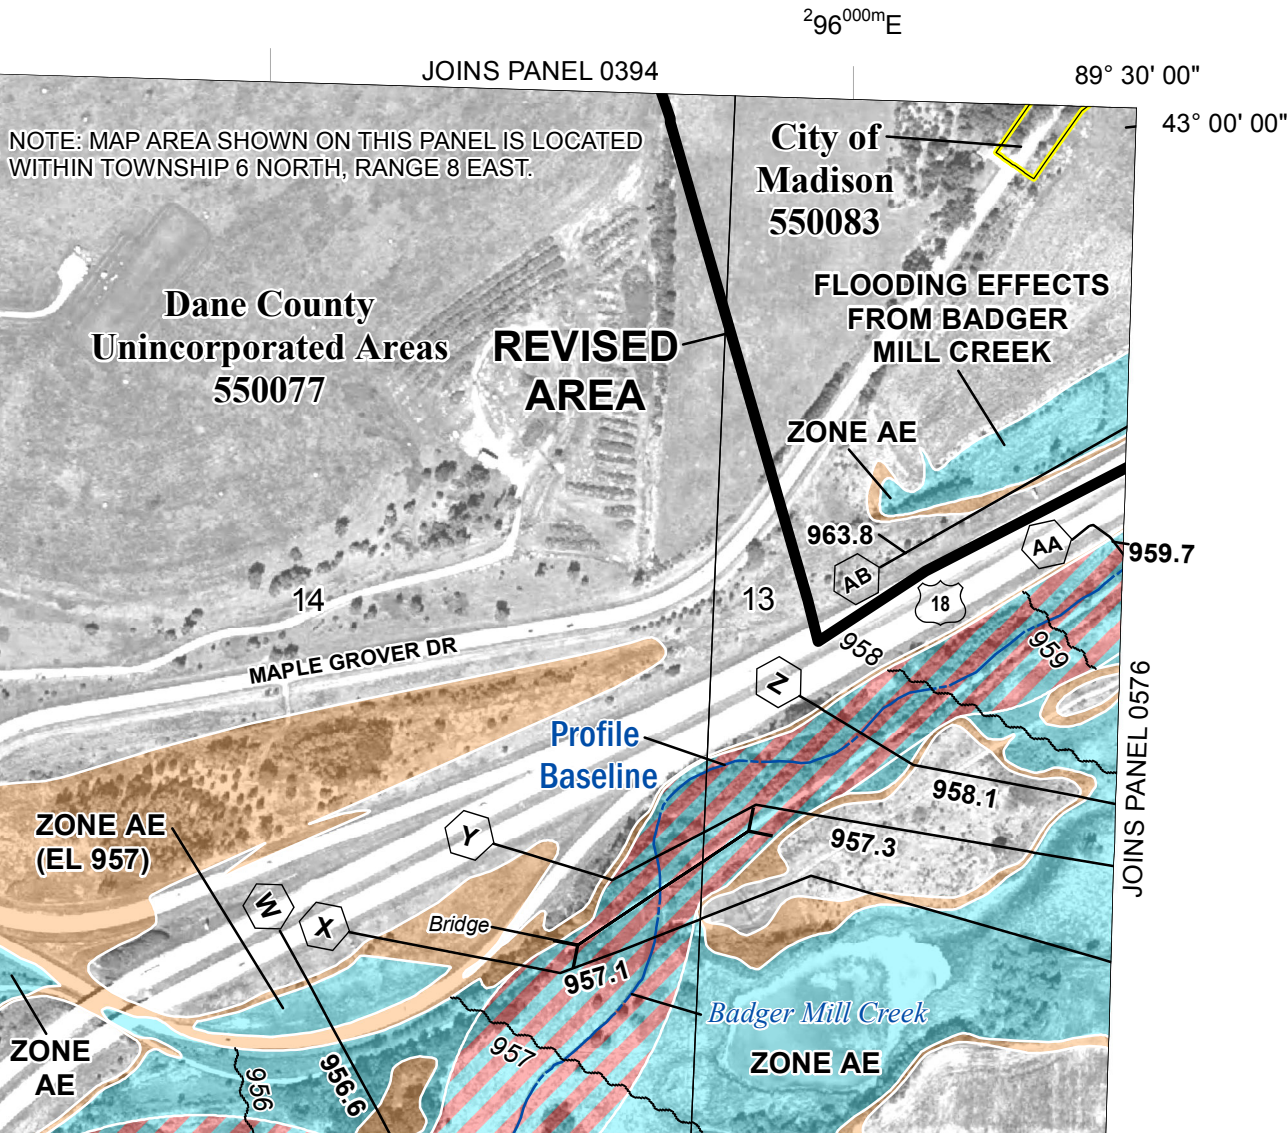 ²96⁰⁰⁰ᵐE
JOINS PANEL 0394
89° 30' 00"
43° 00' 00"
NOTE: MAP AREA SHOWN ON THIS PANEL IS LOCATED
WITHIN TOWNSHIP 6 NORTH, RANGE 8 EAST.
City of
Madison
550083
Dane County
Unincorporated Areas
550077
REVISED
AREA
FLOODING EFFECTS
FROM BADGER
MILL CREEK
ZONE AE
963.8
AB
AA
959.7
18
14
13
MAPLE GROVER DR
958
959
Z
JOINS PANEL 0576
Profile
Baseline
958.1
957.3
Y
ZONE AE
(EL 957)
W
X
Bridge
957.1
Badger Mill Creek
957
ZONE AE
ZONE
AE
956
956.6